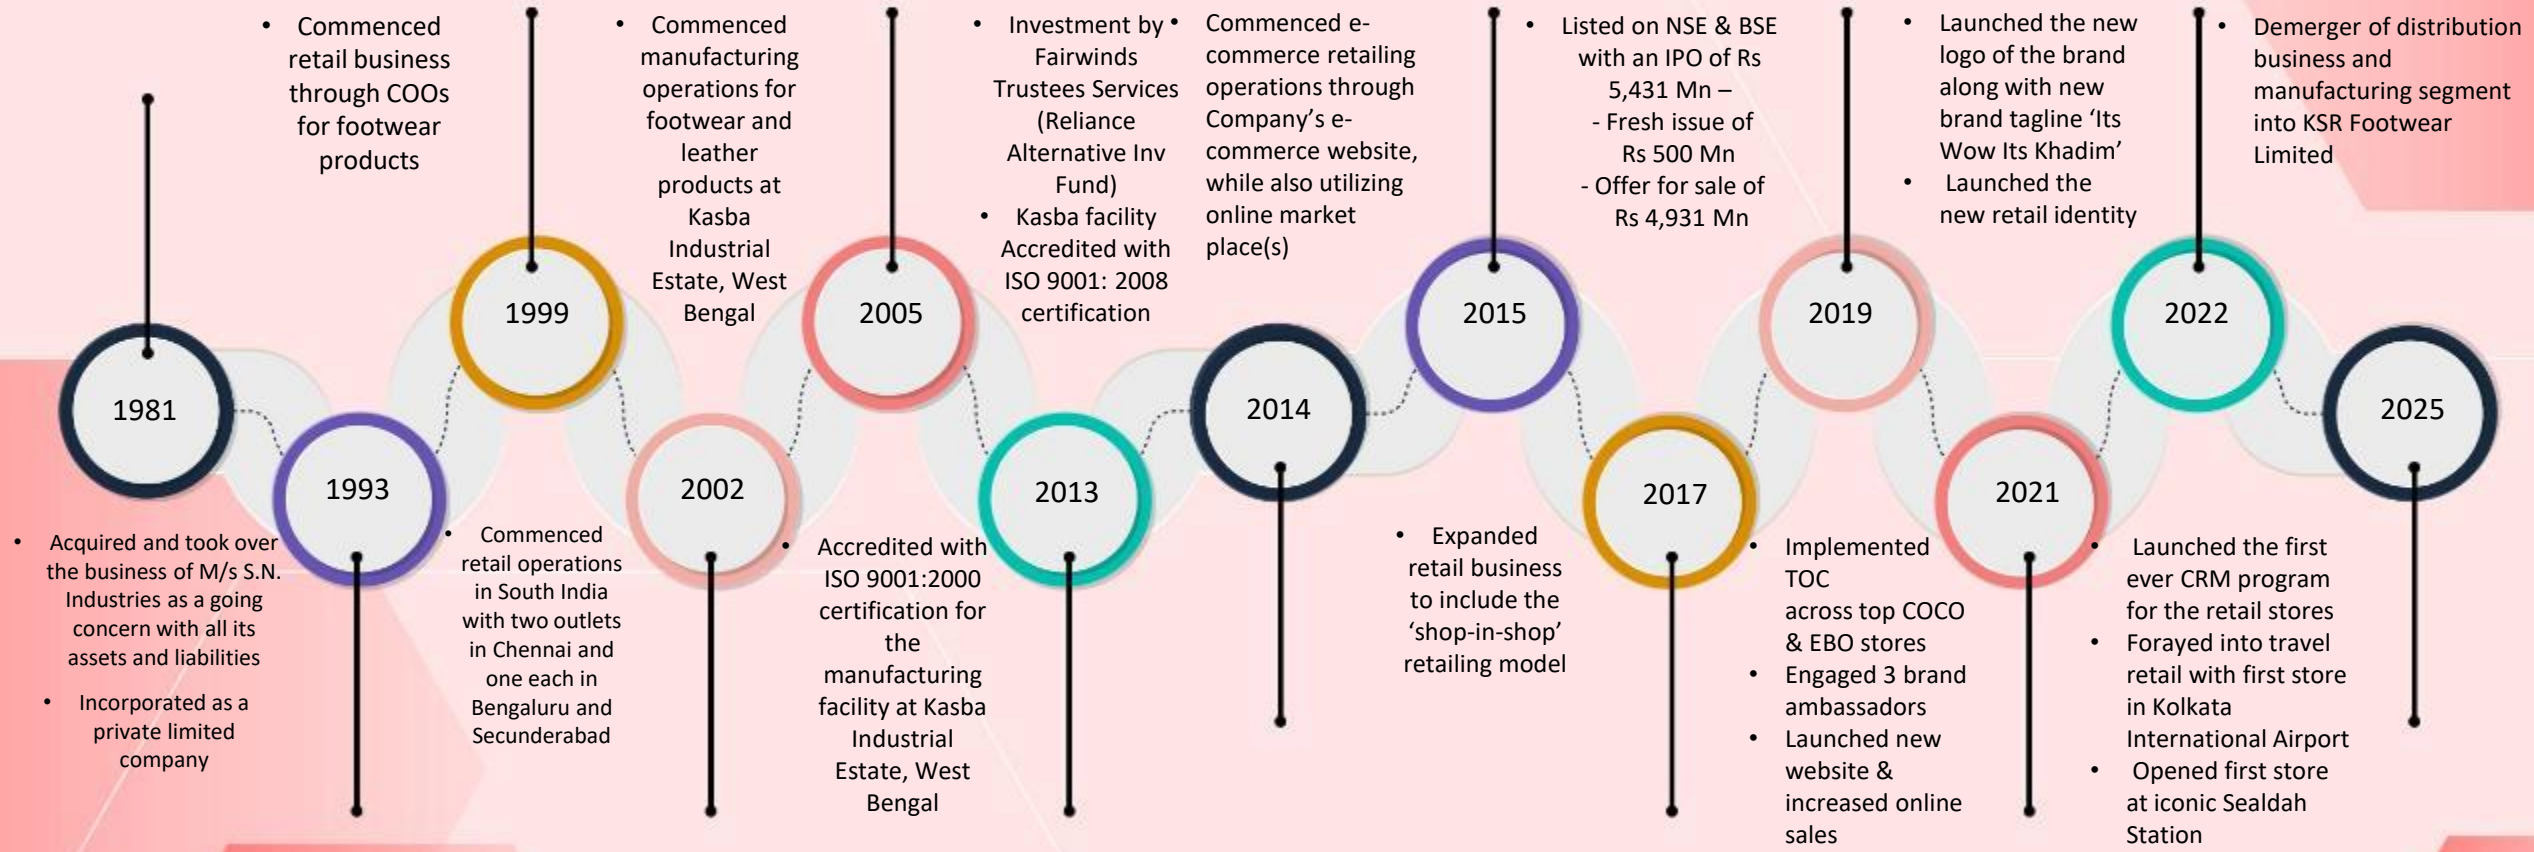 1981
• Acquired and took over
the business of M/s S.N.
Industries as a going
concern with all its
assets and liabilities
• Incorporated as a
private limited
company
1993
• Commenced
retail business
through COOs
for footwear
products
1999
• Commenced
retail operations
in South India
with two outlets
in Chennai and
one each in
Bengaluru and
Secunderabad
2002
• Commenced
manufacturing
operations for
footwear and
leather
products at
Kasba
Industrial
Estate, West
Bengal
2005
• Accredited with
ISO 9001:2000
certification for
the
manufacturing
facility at Kasba
Industrial
Estate, West
Bengal
2013
• Investment by
Fairwinds
Trustees Services
(Reliance
Alternative Inv
Fund)
• Kasba facility
Accredited with
ISO 9001: 2008
certification
2014
• Commenced e-
commerce retailing
operations through
Company’s e-
commerce website,
while also utilizing
online market
place(s)
2015
• Expanded
retail business
to include the
‘shop-in-shop’
retailing model
2017
• Listed on NSE & BSE
with an IPO of Rs
5,431 Mn –
- Fresh issue of
Rs 500 Mn
- Offer for sale of
Rs 4,931 Mn
2019
• Implemented
TOC
across top COCO
& EBO stores
• Engaged 3 brand
ambassadors
• Launched new
website &
increased online
sales
2021
• Launched the new
logo of the brand
along with new
brand tagline ‘Its
Wow Its Khadim’
• Launched the
new retail identity
2022
• Launched the first
ever CRM program
for the retail stores
• Forayed into travel
retail with first store
in Kolkata
International Airport
• Opened first store
at iconic Sealdah
Station
2025
• Demerger of distribution
business and
manufacturing segment
into KSR Footwear
Limited